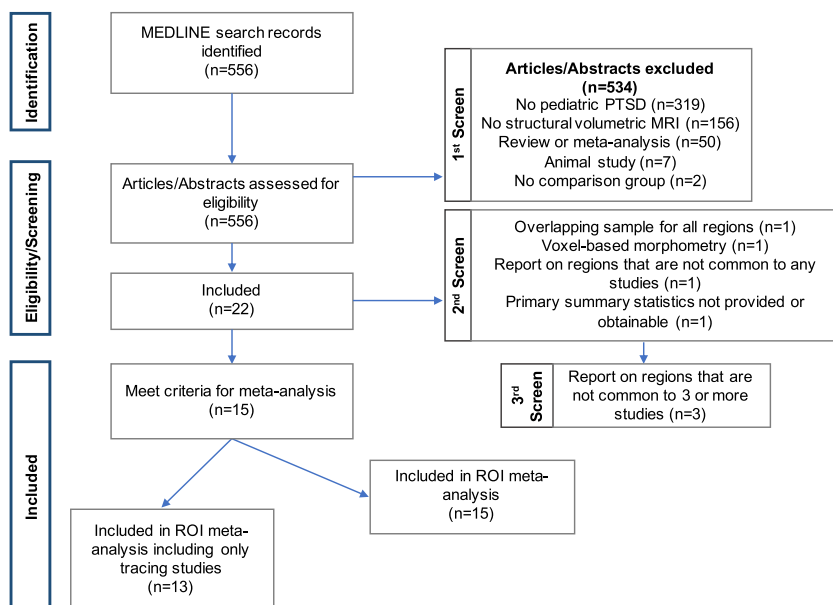 Identification
MEDLINE search records
identified
(n=556)
1st Screen
Articles/Abstracts excluded
(n=534)
No pediatric PTSD (n=319)
No structural volumetric MRI (n=156)
Review or meta-analysis (n=50)
Animal study (n=7)
No comparison group (n=2)
Eligibility/Screening
Articles/Abstracts assessed for
eligibility
(n=556)
Included
(n=22)
2nd Screen
Overlapping sample for all regions (n=1)
Voxel-based morphometry (n=1)
Report on regions that are not common to any
studies (n=1)
Primary summary statistics not provided or
obtainable (n=1)
3rd
Screen
Report on regions that are
not common to 3 or more
studies (n=3)
Included
Meet criteria for meta-analysis
(n=15)
Included in ROI meta-
analysis
(n=15)
Included in ROI meta-
analysis including only
tracing studies
(n=13)